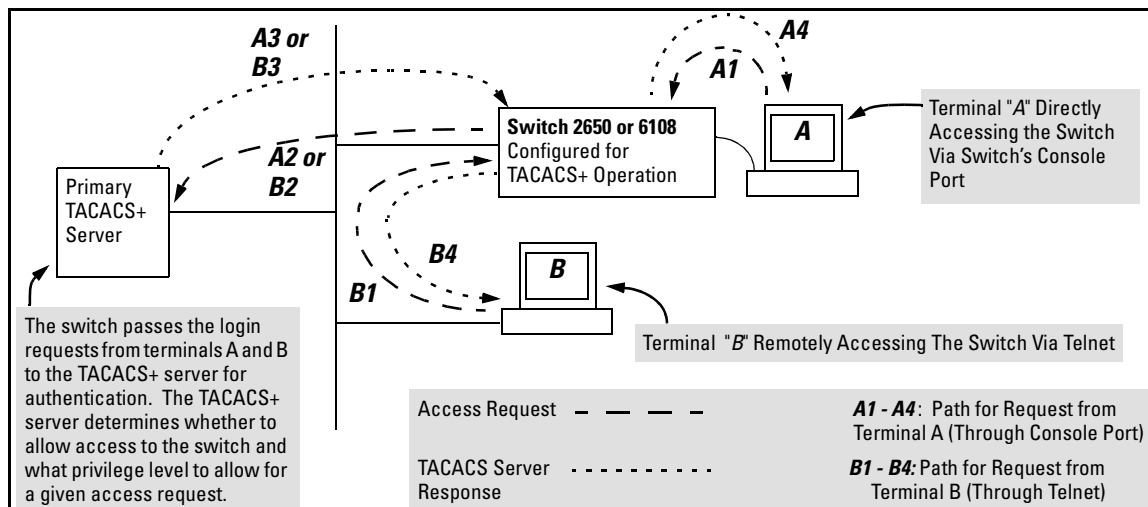 A3 or
B3
A4
A1
Switch 2650 or 6108
Configured for
TACACS+ Operation
A
Terminal "A" Directly
Accessing the Switch
Via Switch's Console
Port
A2 or
B2
Primary
TACACS+
Server
B4
B1
B
Terminal "B" Remotely Accessing The Switch Via Telnet
The switch passes the login
requests from terminals A and B
to the TACACS+ server for
authentication. The TACACS+
server determines whether to
allow access to the switch and
what privilege level to allow for
a given access request.
Access Request
TACACS Server
Response
A1 - A4: Path for Request from
Terminal A (Through Console Port)
B1 - B4: Path for Request from
Terminal B (Through Telnet)